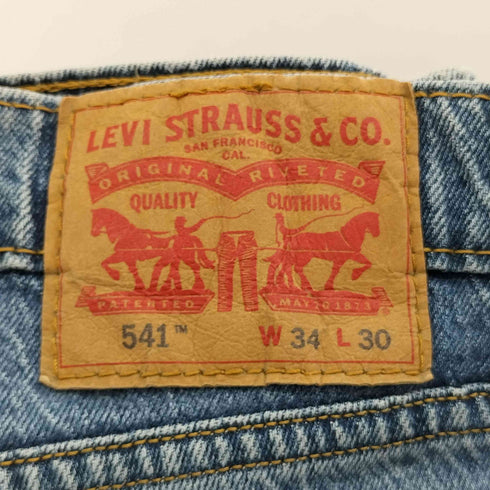 LEVI STRAUSS & CO.
SAN FRANCISCO
CAL.
ORIGINAL RIVETED
QUALITY CLOTHING
PATENTED MAY 20 1873
541™ W 34 L 30